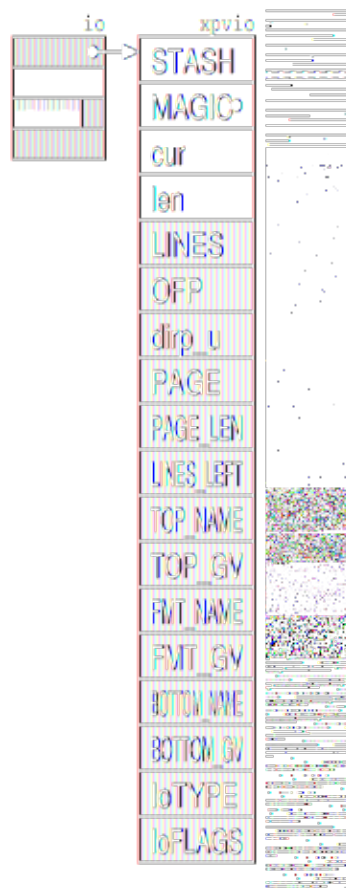 io xpvio
STASH
MAGIC
cur
len
LINES
OFP
dirp_u
PAGE
PAGE_LEN
LINES_LEFT
TOP_NAME
TOP_GV
FMT_NAME
FMT_GV
BOTTOM_NAME
BOTTOM_GV
IoTYPE
IoFLAGS